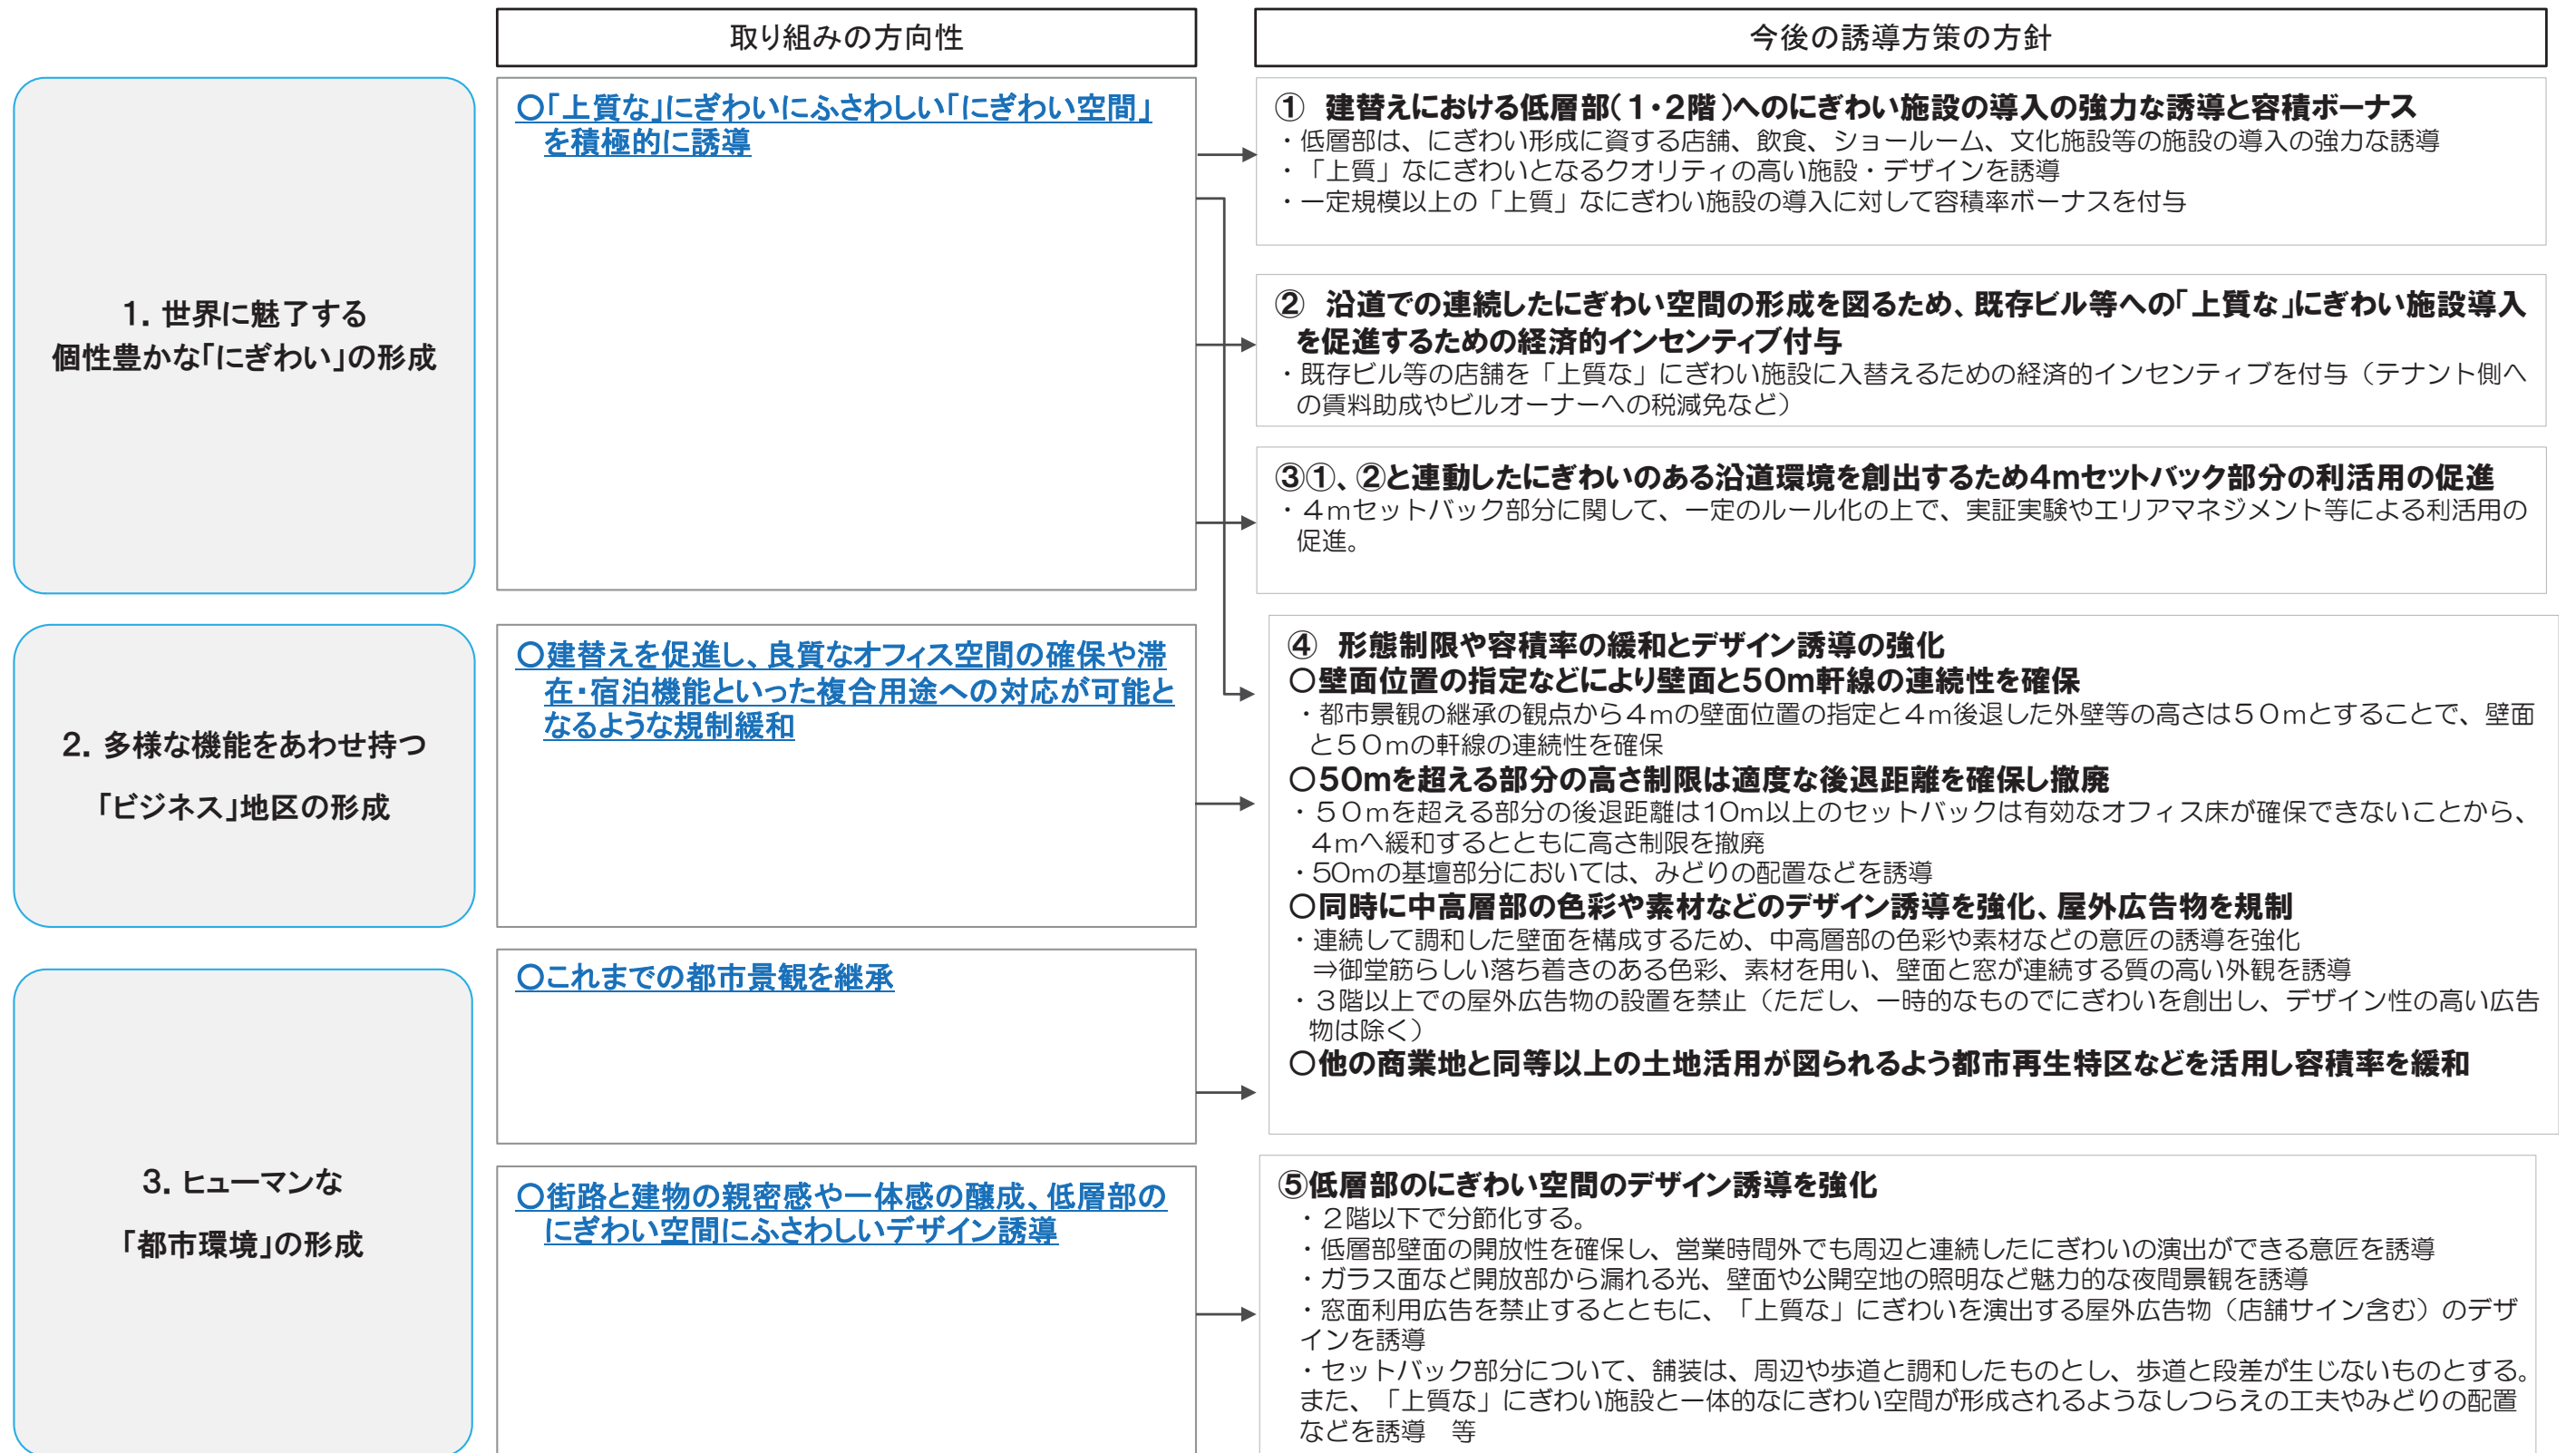 取り組みの方向性
今後の誘導方策の方針
1．世界に魅了する
個性豊かな「にぎわい」の形成
○「上質な」にぎわいにふさわしい「にぎわい空間」
を積極的に誘導
①　建替えにおける低層部（1・2階）へのにぎわい施設の導入の強力な誘導と容積ボーナス
・低層部は、にぎわい形成に資する店舗、飲食、ショールーム、文化施設等の施設の導入の強力な誘導
・「上質」なにぎわいとなるクオリティの高い施設・デザインを誘導
・一定規模以上の「上質」なにぎわい施設の導入に対して容積率ボーナスを付与
②　沿道での連続したにぎわい空間の形成を図るため、既存ビル等への「上質な」にぎわい施設導入
を促進するための経済的インセンティブ付与
・既存ビル等の店舗を「上質な」にぎわい施設に入替えるための経済的インセンティブを付与（テナント側へ
の賃料助成やビルオーナーへの税減免など）
③①、②と連動したにぎわいのある沿道環境を創出するため4mセットバック部分の利活用の促進
・４ｍセットバック部分に関して、一定のルール化の上で、実証実験やエリアマネジメント等による利活用の
促進。
2．多様な機能をあわせ持つ
「ビジネス」地区の形成
○建替えを促進し、良質なオフィス空間の確保や滞
在・宿泊機能といった複合用途への対応が可能と
なるような規制緩和
④　形態制限や容積率の緩和とデザイン誘導の強化
○壁面位置の指定などにより壁面と50m軒線の連続性を確保
・都市景観の継承の観点から４ｍの壁面位置の指定と４ｍ後退した外壁等の高さは５０ｍとすることで、壁面
と５０ｍの軒線の連続性を確保
○50mを超える部分の高さ制限は適度な後退距離を確保し撤廃
・５０ｍを超える部分の後退距離は10ｍ以上のセットバックは有効なオフィス床が確保できないことから、
４ｍへ緩和するとともに高さ制限を撤廃
・50mの基壇部分においては、みどりの配置などを誘導
○同時に中高層部の色彩や素材などのデザイン誘導を強化、屋外広告物を規制
・連続して調和した壁面を構成するため、中高層部の色彩や素材などの意匠の誘導を強化
⇒御堂筋らしい落ち着きのある色彩、素材を用い、壁面と窓が連続する質の高い外観を誘導
・３階以上での屋外広告物の設置を禁止（ただし、一時的なものでにぎわいを創出し、デザイン性の高い広告
物は除く）
○他の商業地と同等以上の土地活用が図られるよう都市再生特区などを活用し容積率を緩和
3．ヒューマンな
「都市環境」の形成
○これまでの都市景観を継承
○街路と建物の親密感や一体感の醸成、低層部の
にぎわい空間にふさわしいデザイン誘導
⑤低層部のにぎわい空間のデザイン誘導を強化
・２階以下で分節化する。
・低層部壁面の開放性を確保し、営業時間外でも周辺と連続したにぎわいの演出ができる意匠を誘導
・ガラス面など開放部から漏れる光、壁面や公開空地の照明など魅力的な夜間景観を誘導
・窓面利用広告を禁止するとともに、「上質な」にぎわいを演出する屋外広告物（店舗サイン含む）のデザ
インを誘導
・セットバック部分について、舗装は、周辺や歩道と調和したものとし、歩道と段差が生じないものとする。
また、「上質な」にぎわい施設と一体的なにぎわい空間が形成されるようなしつらえの工夫やみどりの配置
などを誘導　等